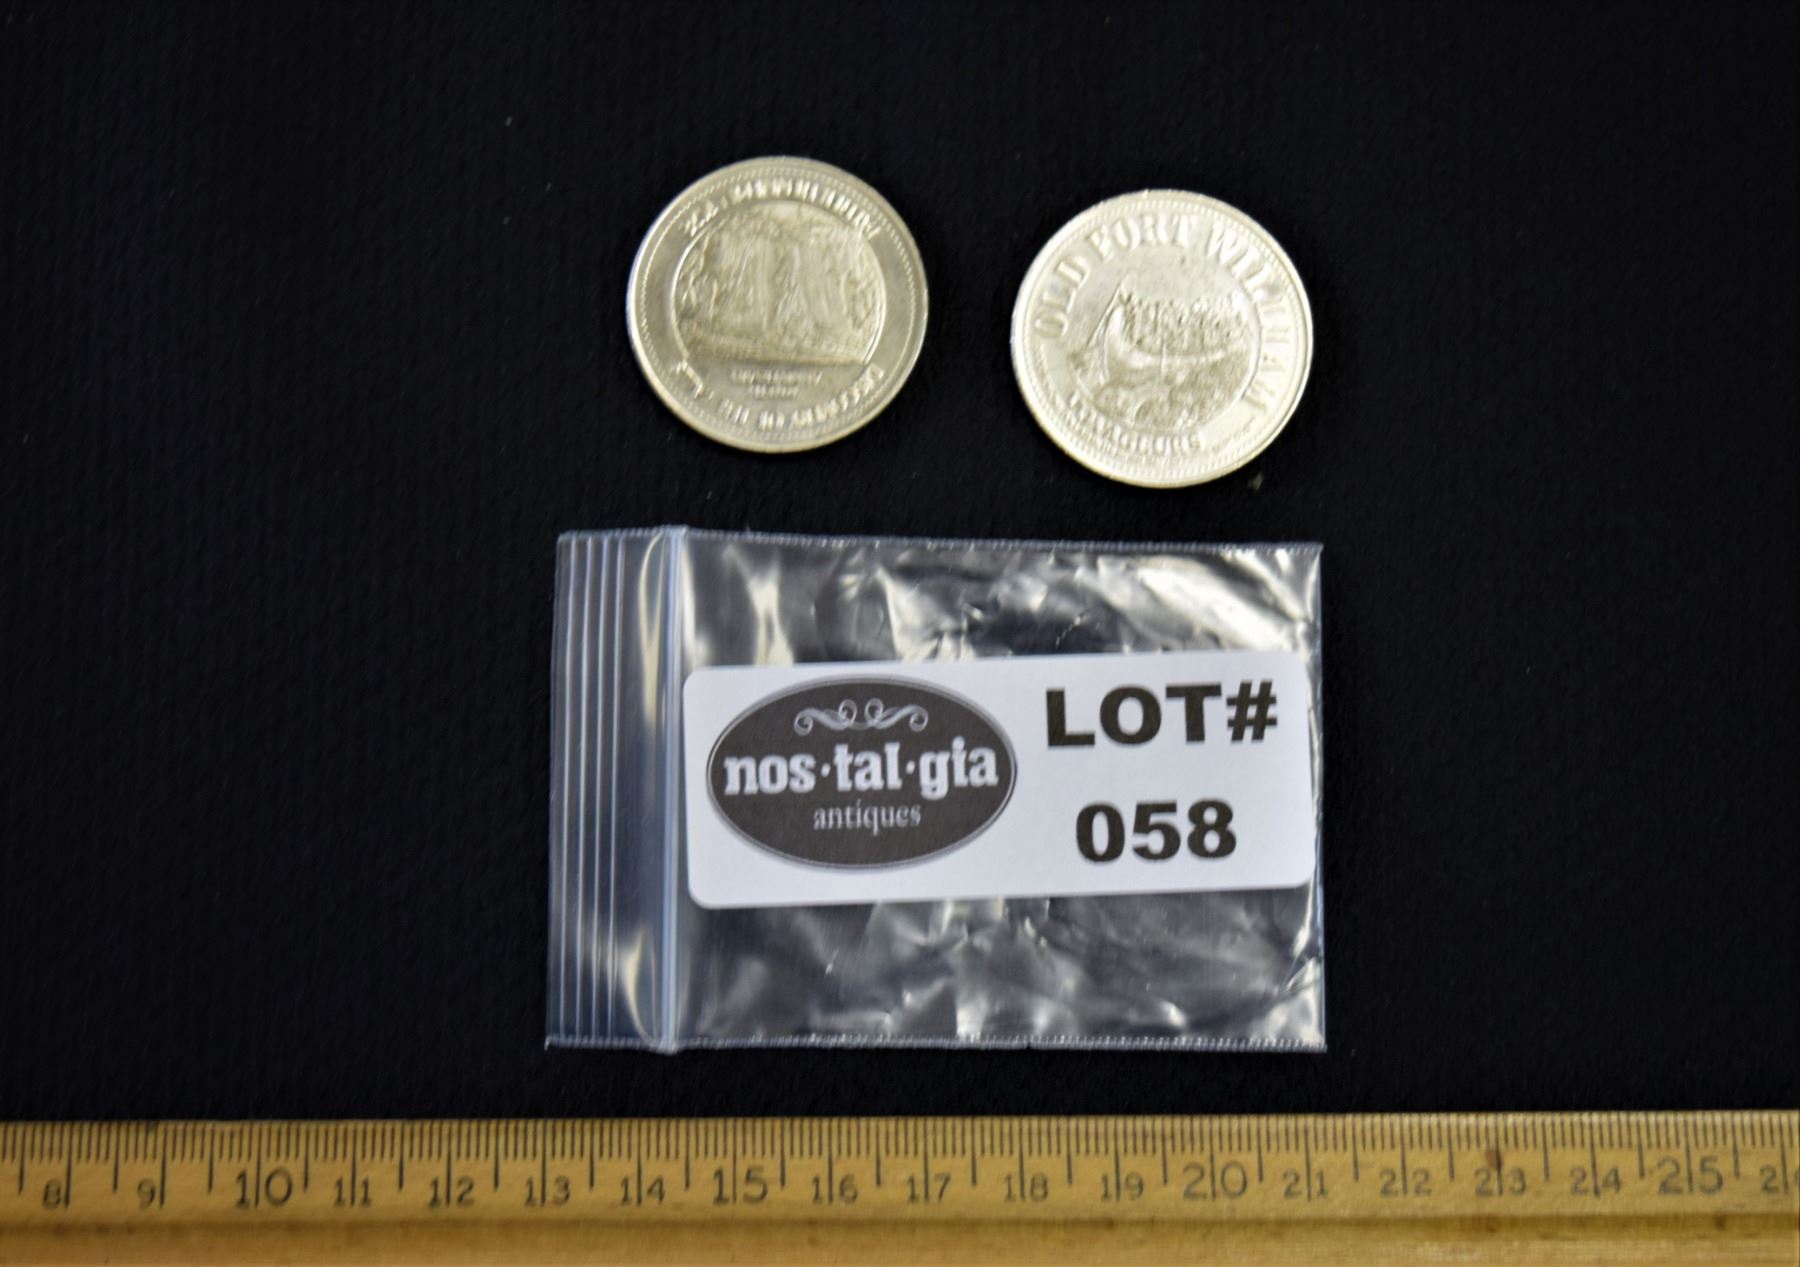 OLD FORT WILLIAM
VOYAGEURS
nos·tal·gia
antiques
LOT#
058
8 9 10 11 12 13 14 15 16 17 18 19 20 21 22 23 24 25